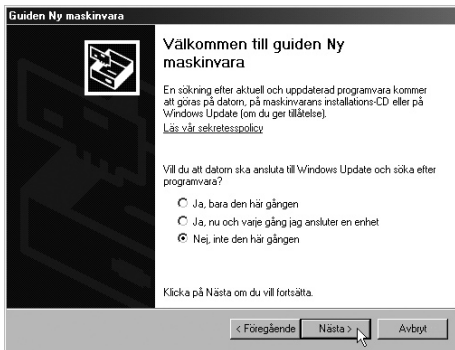 Guiden Ny maskinvara
Välkommen till guiden Ny
maskinvara
En sökning efter aktuell och uppdaterad programvara kommer
att göras på datorn, på maskinvarans installations-CD eller på
Windows Update (om du ger tillåtelse).
Läs vår sekretesspolicy
Vill du att datorn ska ansluta till Windows Update och söka efter
programvara?
Ja, bara den här gången
Ja, nu och varje gång jag ansluter en enhet
Nej, inte den här gången
Klicka på Nästa om du vill fortsätta.
< Föregående Nästa > Avbryt